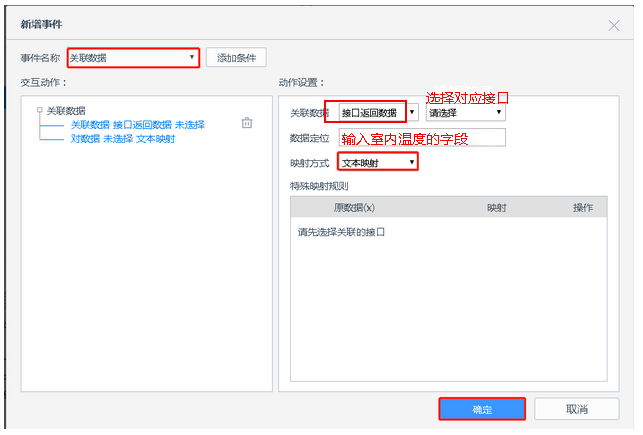 新增事件
事件名称 关联数据 添加条件
交互动作：
关联数据
关联数据 接口返回数据 未选择
对数据 未选择 文本映射
动作设置：
选择对应接口
关联数据 接口返回数据 请选择
数据定位 输入室内温度的字段
映射方式 文本映射
特殊映射规则
原数据(x) 映射 操作
请先选择关联的接口
确定 取消